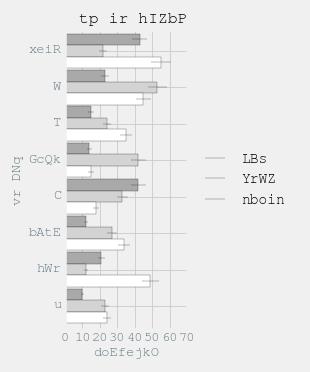 tp ir hIZbP
xeiR
W
T
GcQk
C
bAtE
hWr
u
vr DNq
0 10 20 30 40 50 60 70
doEfejkO
LBs
YrWZ
nboin